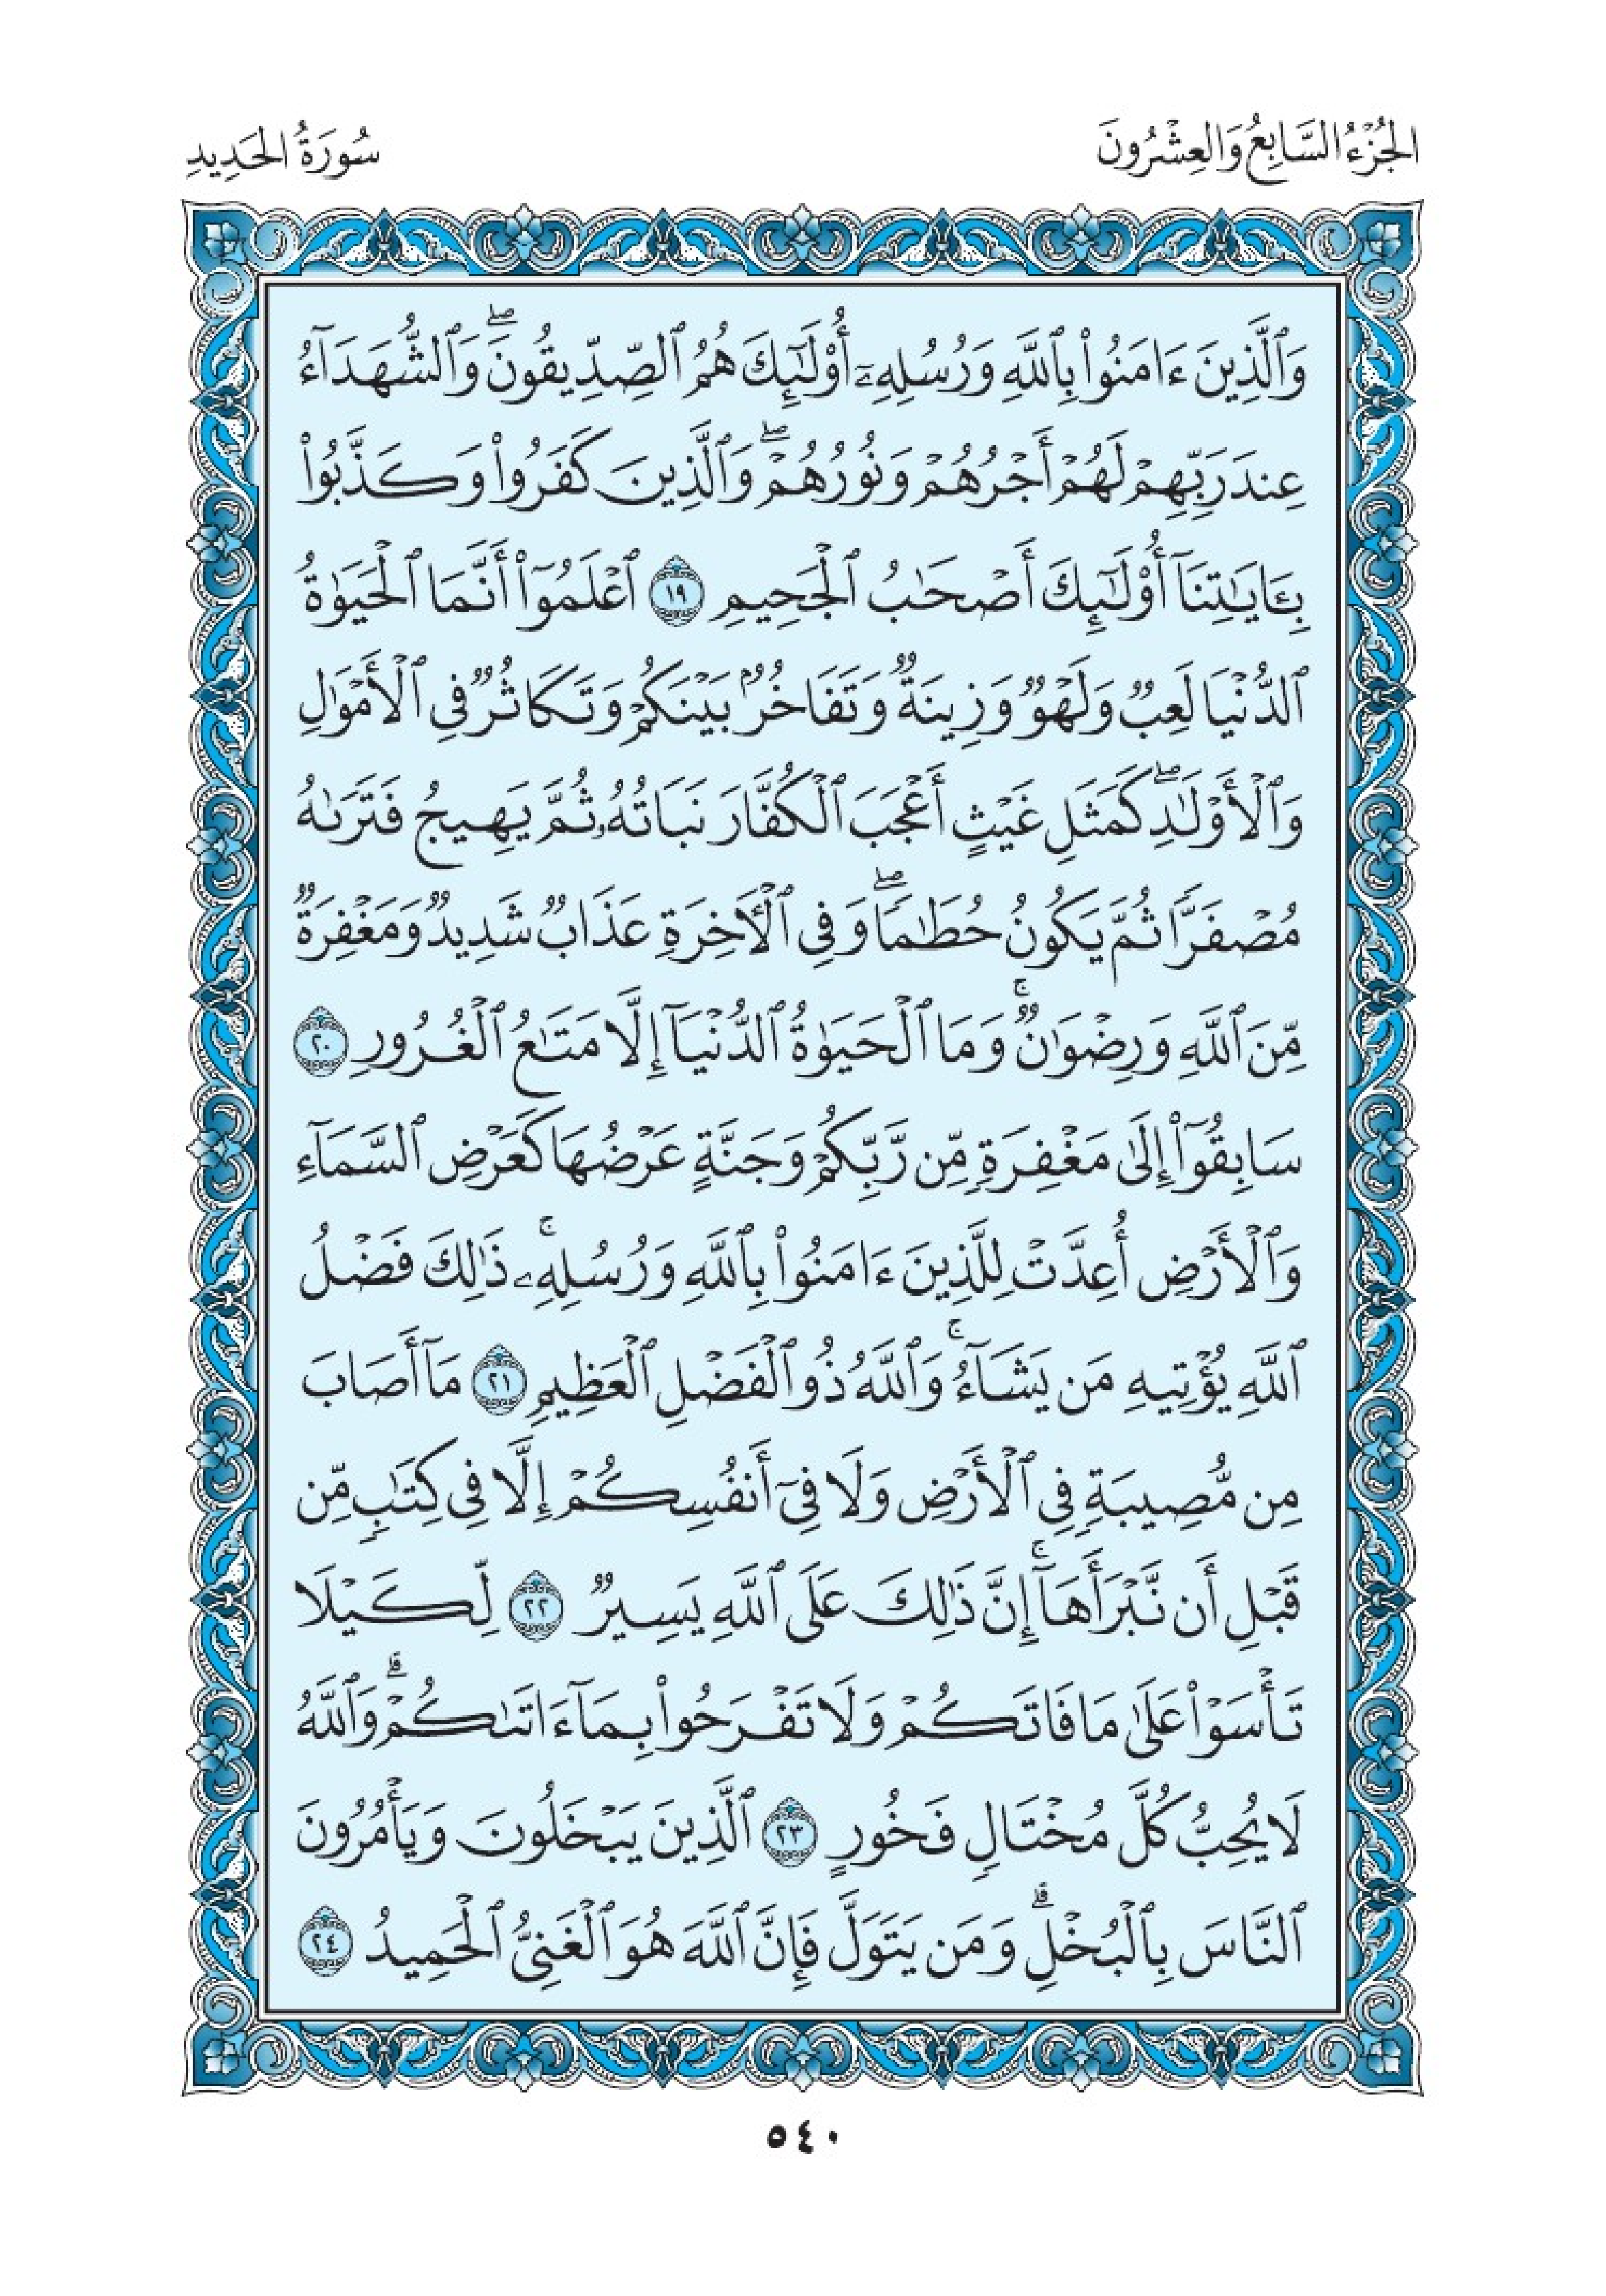 الجُزْءُ السَّابِعُ وَالعِشْرُونَ
سُورَةُ الحَدِيدِ
وَٱلَّذِينَ ءَامَنُوا۟ بِٱللَّهِ وَرُسُلِهِۦٓ أُو۟لَـٰٓئِكَ هُمُ ٱلصِّدِّيقُونَ ۖ وَٱلشُّهَدَآءُ
عِندَ رَبِّهِمْ لَهُمْ أَجْرُهُمْ وَنُورُهُمْ ۖ وَٱلَّذِينَ كَفَرُوا۟ وَكَذَّبُوا۟
بِـَٔايَـٰتِنَآ أُو۟لَـٰٓئِكَ أَصْحَـٰبُ ٱلْجَحِيمِ ١٩ ٱعْلَمُوٓا۟ أَنَّمَا ٱلْحَيَوٰةُ
ٱلدُّنْيَا لَعِبٌ وَلَهْوٌ وَزِينَةٌ وَتَفَاخُرٌۢ بَيْنَكُمْ وَتَكَاثُرٌ فِى ٱلْأَمْوَٰلِ
وَٱلْأَوْلَـٰدِ ۖ كَمَثَلِ غَيْثٍ أَعْجَبَ ٱلْكُفَّارَ نَبَاتُهُۥ ثُمَّ يَهِيجُ فَتَرَىٰهُ
مُصْفَرًّا ثُمَّ يَكُونُ حُطَـٰمًا ۖ وَفِى ٱلْـَٔاخِرَةِ عَذَابٌ شَدِيدٌ وَمَغْفِرَةٌ
مِّنَ ٱللَّهِ وَرِضْوَٰنٌ ۚ وَمَا ٱلْحَيَوٰةُ ٱلدُّنْيَآ إِلَّا مَتَـٰعُ ٱلْغُرُورِ ٢٠
سَابِقُوٓا۟ إِلَىٰ مَغْفِرَةٍ مِّن رَّبِّكُمْ وَجَنَّةٍ عَرْضُهَا كَعَرْضِ ٱلسَّمَآءِ
وَٱلْأَرْضِ أُعِدَّتْ لِلَّذِينَ ءَامَنُوا۟ بِٱللَّهِ وَرُسُلِهِۦ ۚ ذَٰلِكَ فَضْلُ
ٱللَّهِ يُؤْتِيهِ مَن يَشَآءُ ۚ وَٱللَّهُ ذُو ٱلْفَضْلِ ٱلْعَظِيمِ ٢١ مَآ أَصَابَ
مِن مُّصِيبَةٍ فِى ٱلْأَرْضِ وَلَا فِىٓ أَنفُسِكُمْ إِلَّا فِى كِتَـٰبٍ مِّن
قَبْلِ أَن نَّبْرَأَهَآ ۚ إِنَّ ذَٰلِكَ عَلَى ٱللَّهِ يَسِيرٌ ٢٢ لِّكَيْلَا
تَأْسَوْا۟ عَلَىٰ مَا فَاتَكُمْ وَلَا تَفْرَحُوا۟ بِمَآ ءَاتَىٰكُمْ ۗ وَٱللَّهُ
لَا يُحِبُّ كُلَّ مُخْتَالٍ فَخُورٍ ٢٣ ٱلَّذِينَ يَبْخَلُونَ وَيَأْمُرُونَ
ٱلنَّاسَ بِٱلْبُخْلِ ۗ وَمَن يَتَوَلَّ فَإِنَّ ٱللَّهَ هُوَ ٱلْغَنِىُّ ٱلْحَمِيدُ ٢٤
٥٤٠